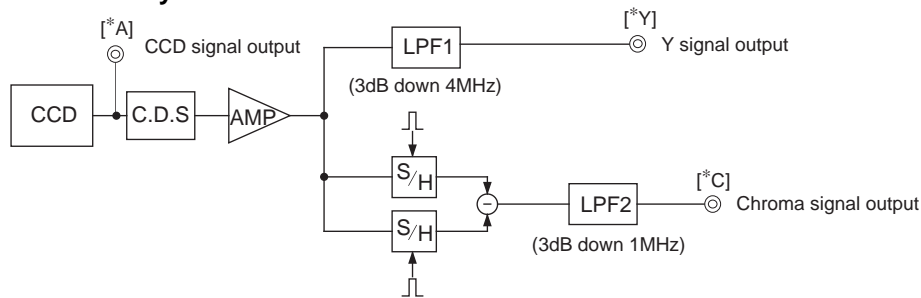 [*A]
CCD signal output
[*Y]
LPF1
Y signal output
(3dB down 4MHz)
CCD
C.D.S
AMP
S/H
[*C]
LPF2
Chroma signal output
S/H
(3dB down 1MHz)